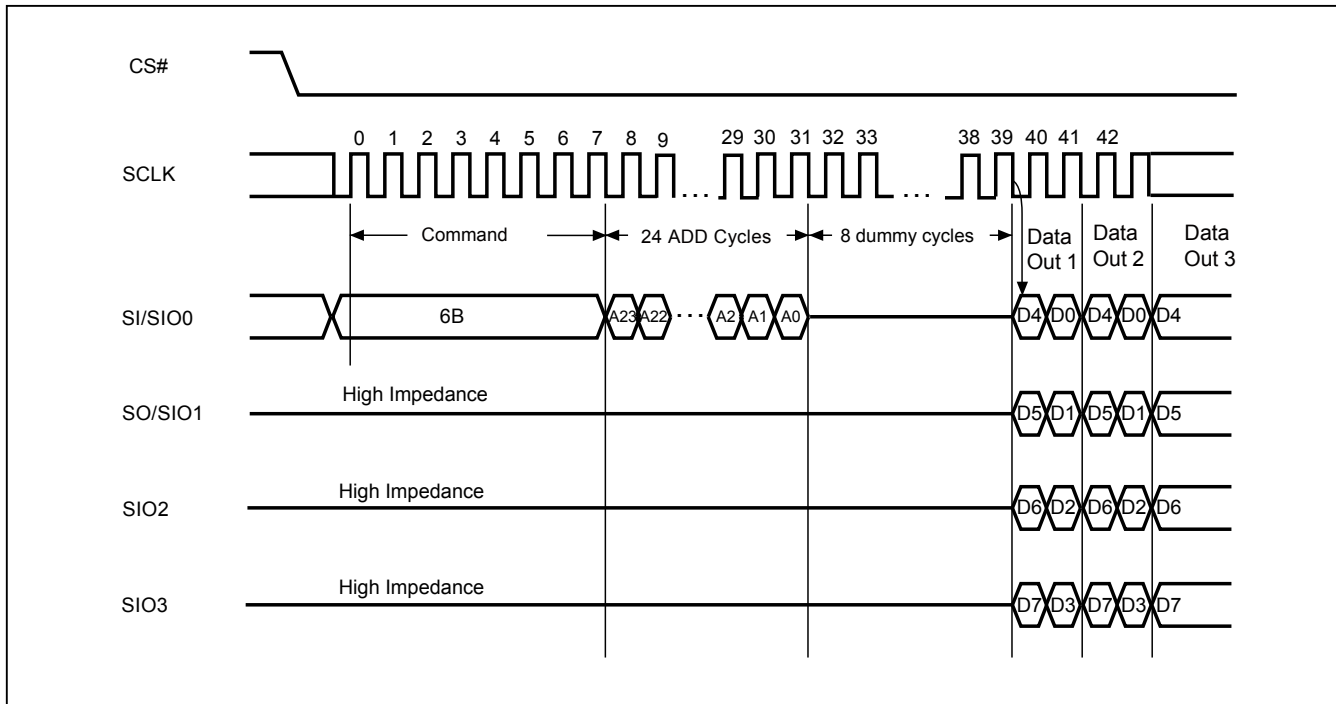 CS#
0 1 2 3 4 5 6 7 8 9 29 30 31 32 33 38 39 40 41 42
SCLK
Command 24 ADD Cycles 8 dummy cycles Data Out 1 Data Out 2 Data Out 3
SI/SIO0 6B A23 A22 A2 A1 A0 D4 D0 D4 D0 D4
High Impedance
SO/SIO1 D5 D1 D5 D1 D5
High Impedance
SIO2 D6 D2 D6 D2 D6
High Impedance
SIO3 D7 D3 D7 D3 D7